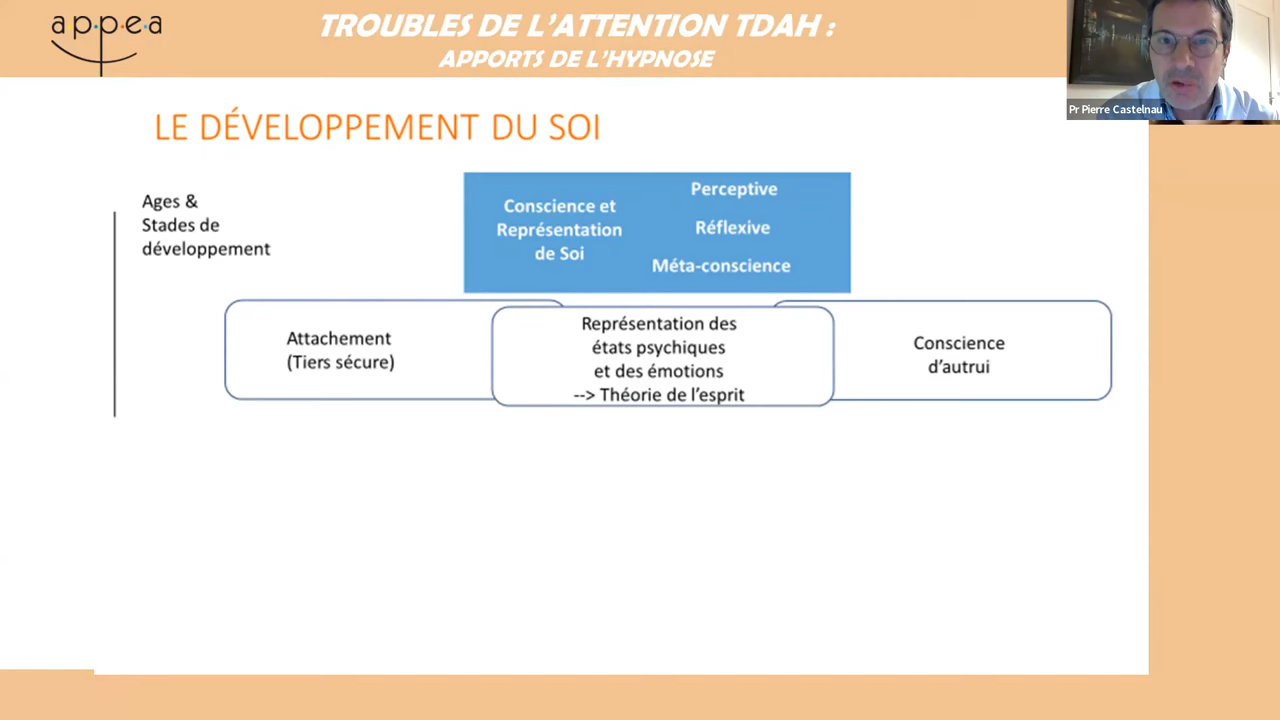 a·p·p·e·a
TROUBLES DE L'ATTENTION TDAH :
APPORTS DE L'HYPNOSE
Pr Pierre Castelnau
LE DÉVELOPPEMENT DU SOI
Ages &
Stades de
développement
Conscience et
Représentation
de Soi
Perceptive
Réflexive
Méta-conscience
Attachement
(Tiers sécure)
Représentation des
états psychiques
et des émotions
--> Théorie de l'esprit
Conscience
d'autrui